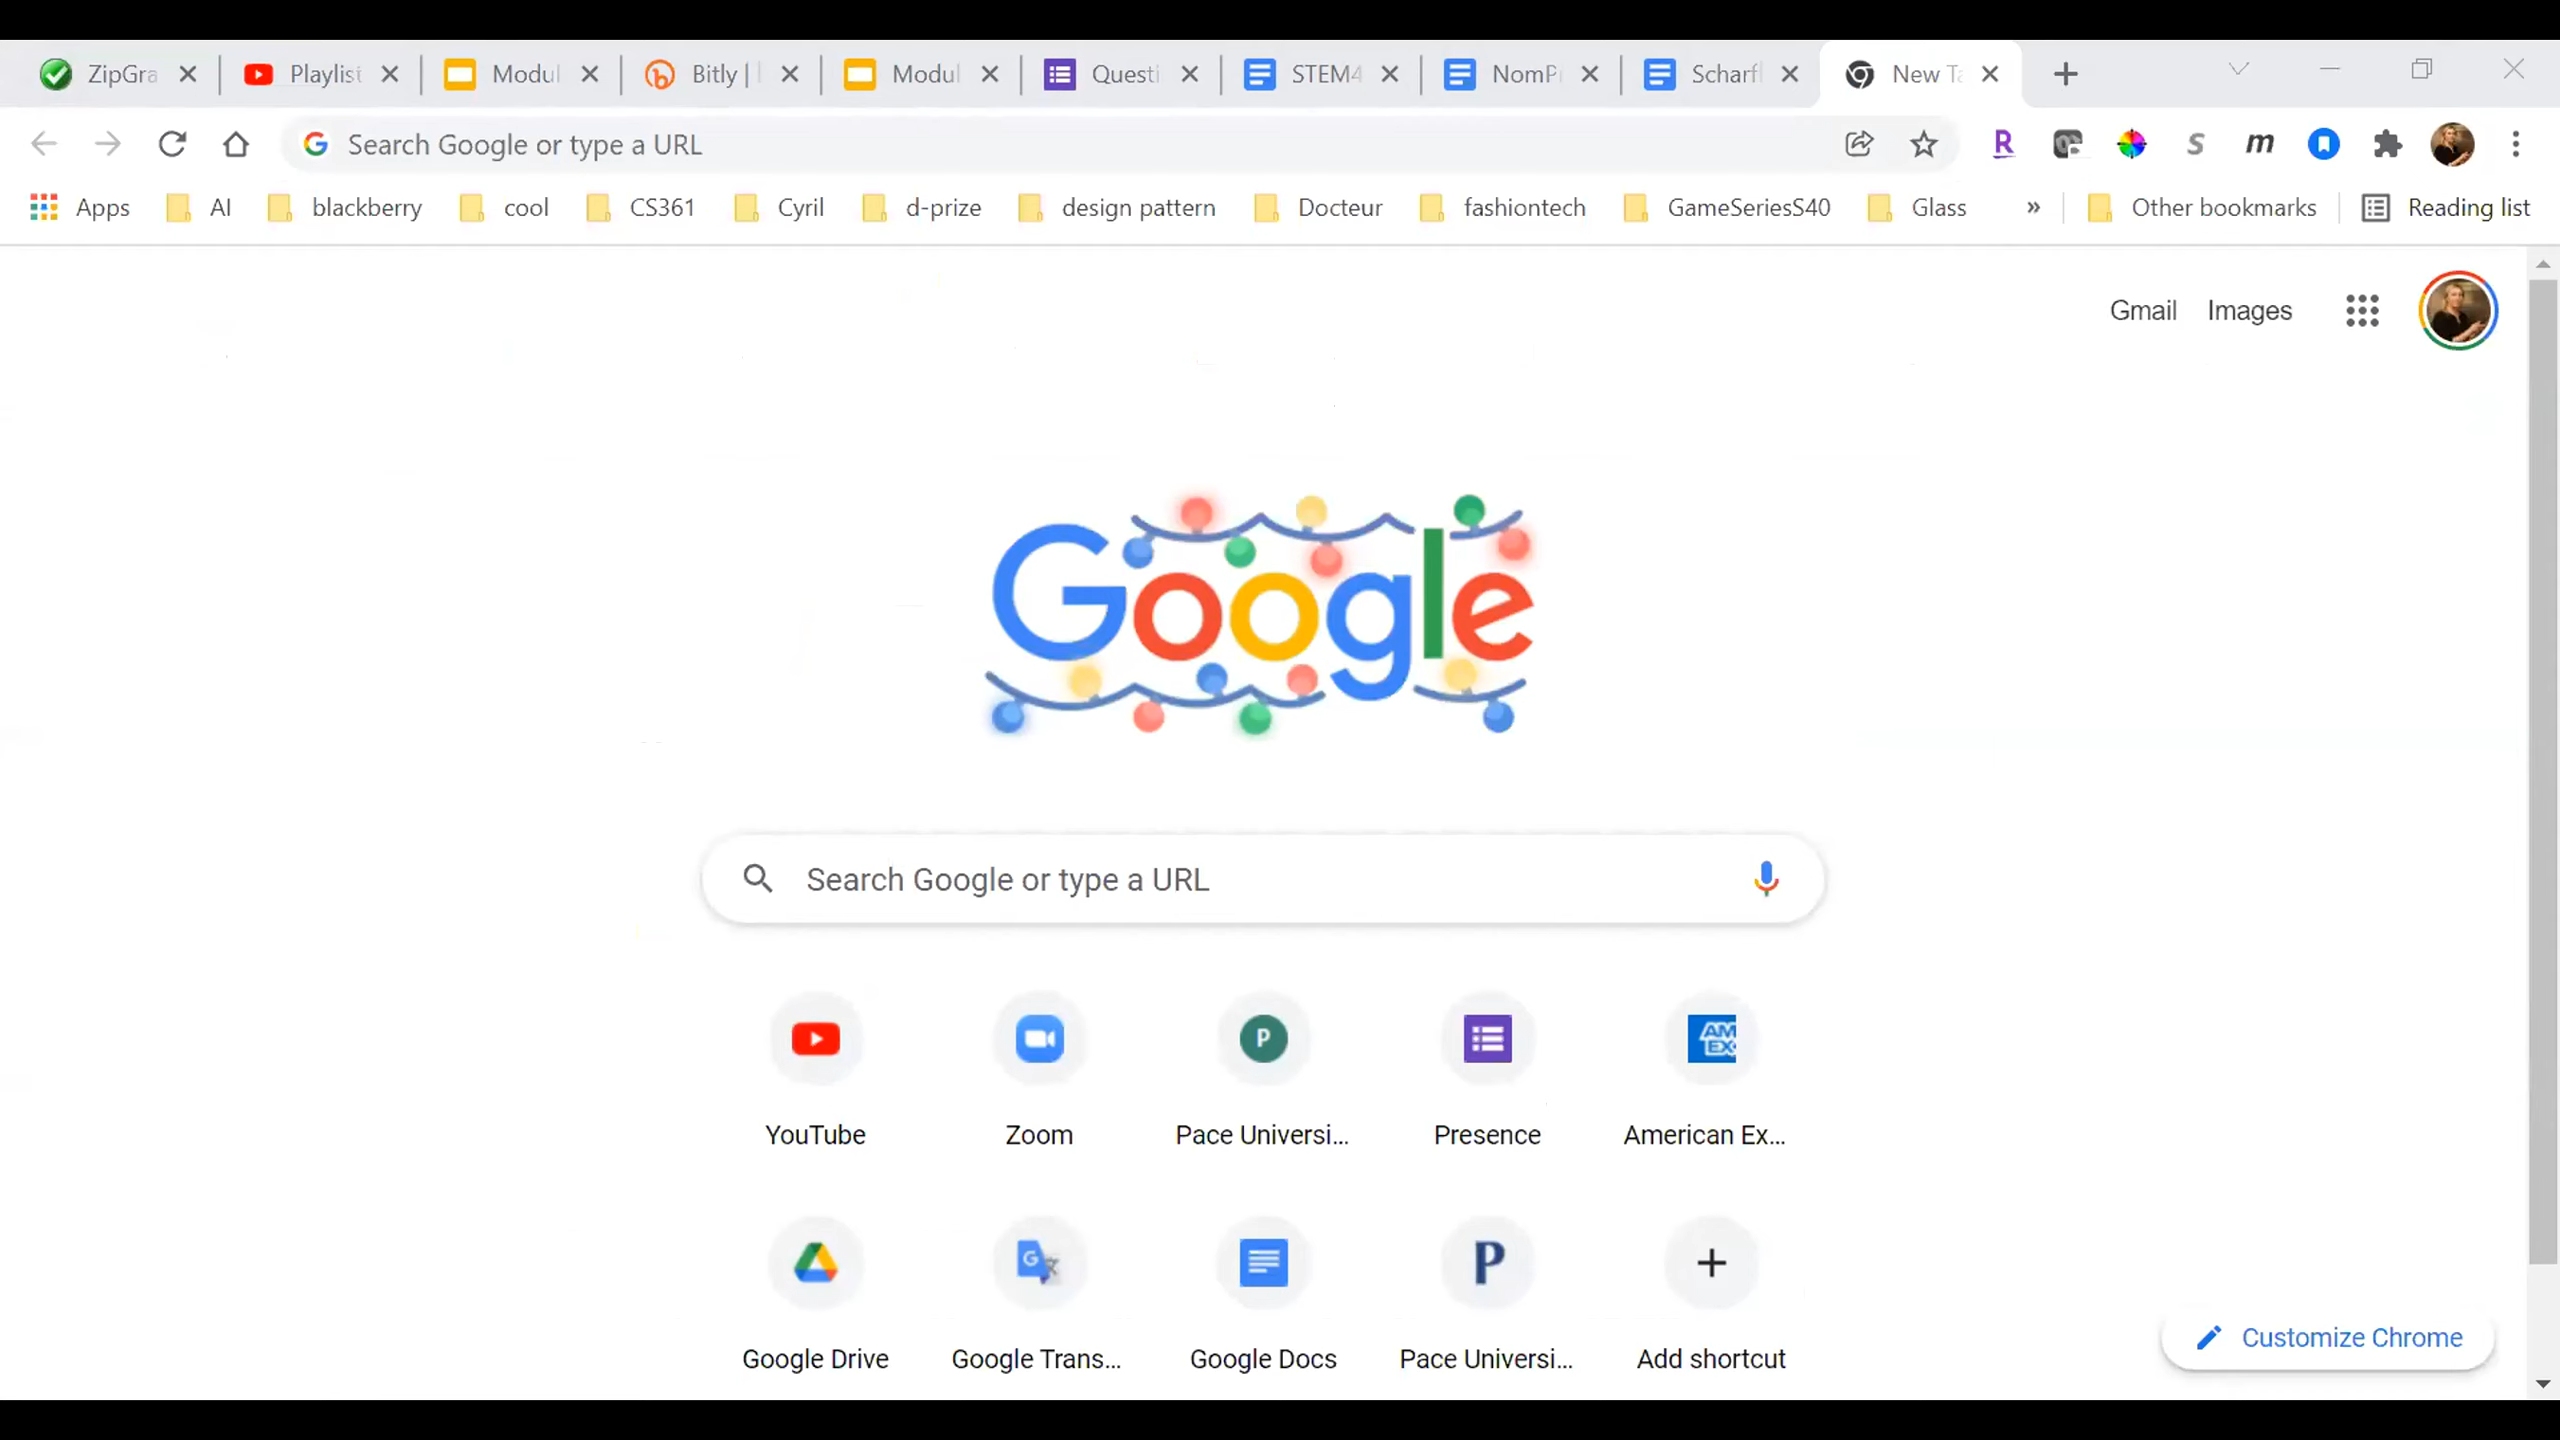 ZipGra
Playlist
Modul
Bitly |
Modul
Questi
STEM4
NomP
Scharf
New Ta
Search Google or type a URL
Apps AI blackberry cool CS361 Cyril d-prize design pattern Docteur fashiontech GameSeriesS40 Glass » Other bookmarks Reading list
Gmail Images
Google
Search Google or type a URL
P AM EX
YouTube Zoom Pace Universi... Presence American Ex...
P
Google Drive Google Trans... Google Docs Pace Universi... Add shortcut
Customize Chrome